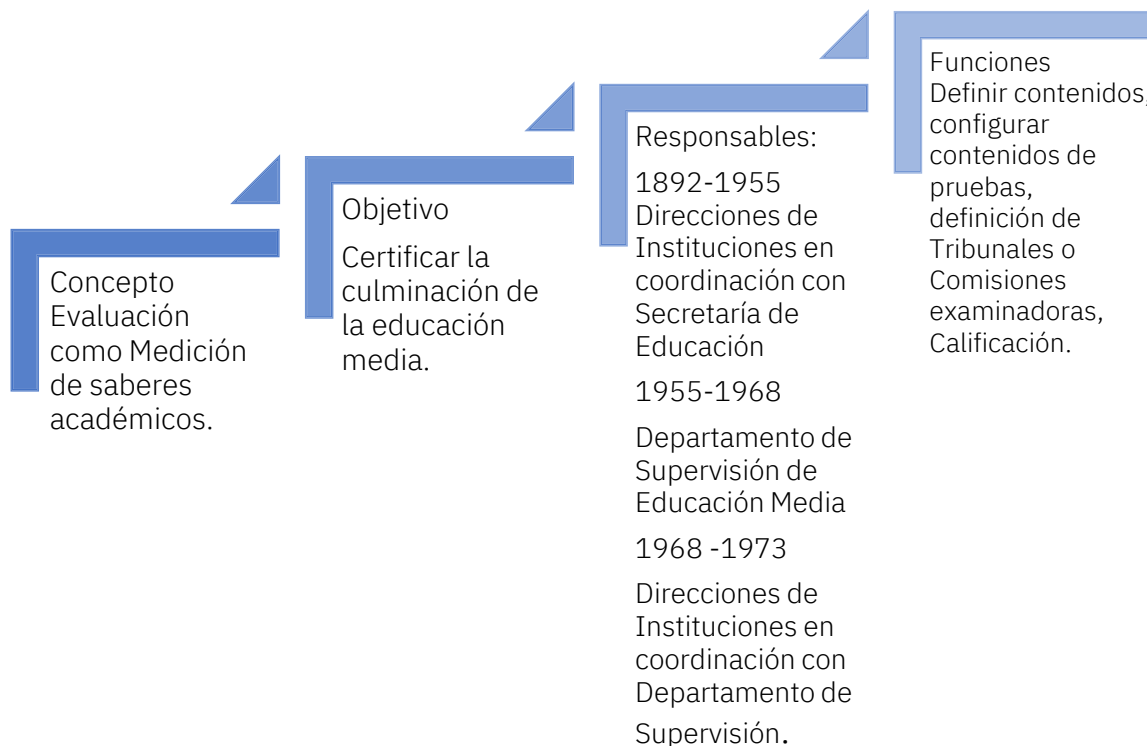 Concepto
Evaluación
como Medición
de saberes
académicos.
Objetivo
Certificar la
culminación de
la educación
media.
Responsables:
1892-1955
Direcciones de
Instituciones en
coordinación con
Secretaría de
Educación
1955-1968
Departamento de
Supervisión de
Educación Media
1968 -1973
Direcciones de
Instituciones en
coordinación con
Departamento de
Supervisión.
Funciones
Definir contenidos,
configurar
contenidos de
pruebas,
definición de
Tribunales o
Comisiones
examinadoras,
Calificación.